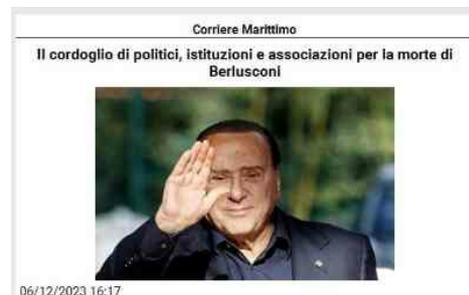 Corriere Marittimo
Il cordoglio di politici, istituzioni e associazioni per la morte di
Berlusconi
06/12/2023 16:17